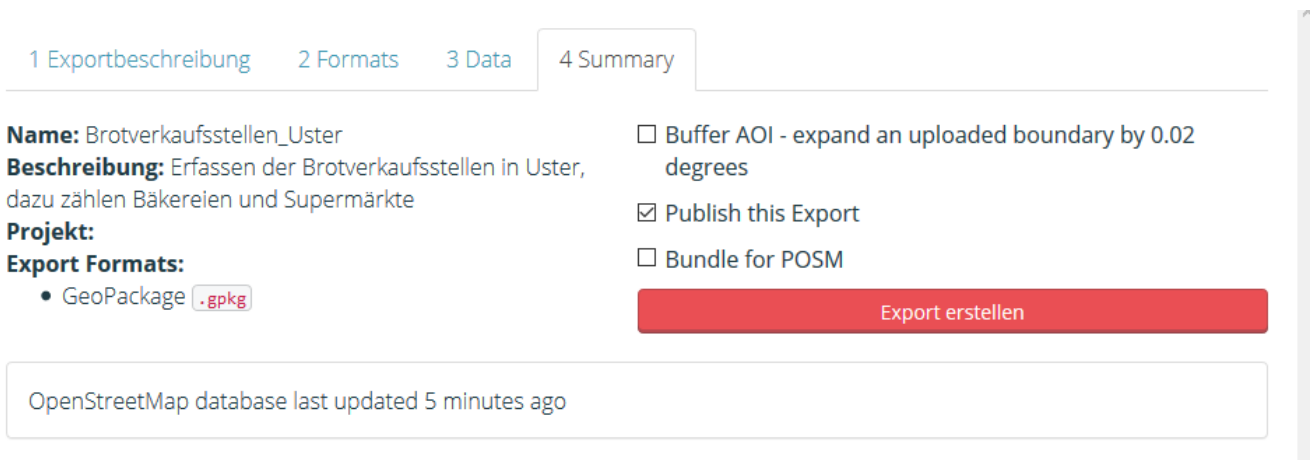 1 Exportbeschreibung 2 Formats 3 Data 4 Summary
Name: Brotverkaufsstellen_Uster
Beschreibung: Erfassen der Brotverkaufsstellen in Uster,
dazu zählen Bäkereien und Supermärkte
Projekt:
Export Formats:
• GeoPackage .gpkg
Buffer AOI - expand an uploaded boundary by 0.02
degrees
Publish this Export
Bundle for POSM
Export erstellen
OpenStreetMap database last updated 5 minutes ago